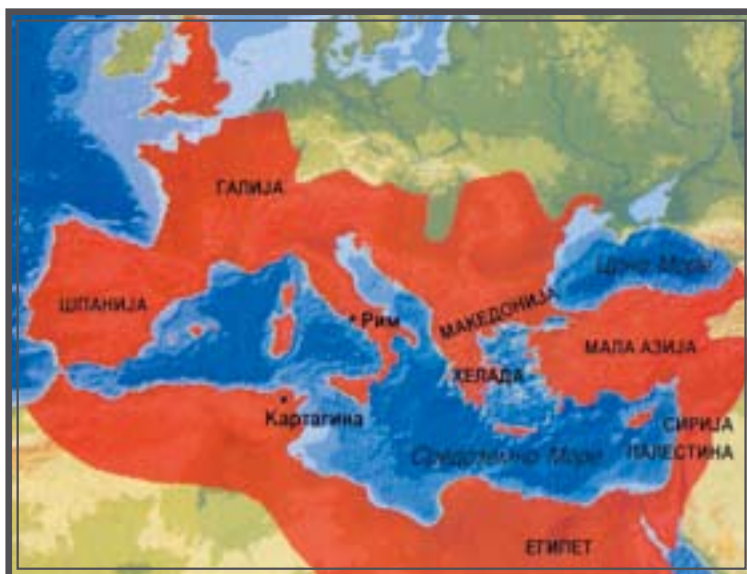 ГАЛИЈА
Црно Море
ШПАНИЈА
Рим
МАКЕДОНИЈА
МАЛА АЗИЈА
ХЕЛАДА
Картагина
СИРИЈА
Средоземно Море
ПАЛЕСТИНА
ЕГИПЕТ